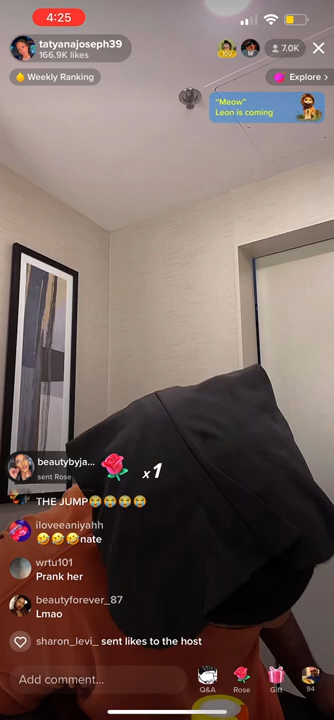 4:25
tatyanajoseph39
166.9K likes
7.0K
Weekly Ranking
Explore >
"Meow"
Leon is coming
beautybyja...
sent Rose
x1
THE JUMP😭😭😭😭
iloveeaniyahh
🤣🤣🤣nate
wrtu101
Prank her
beautyforever_87
Lmao
sharon_levi_ sent likes to the host
Add comment...
Q&A
Rose
Gift
94